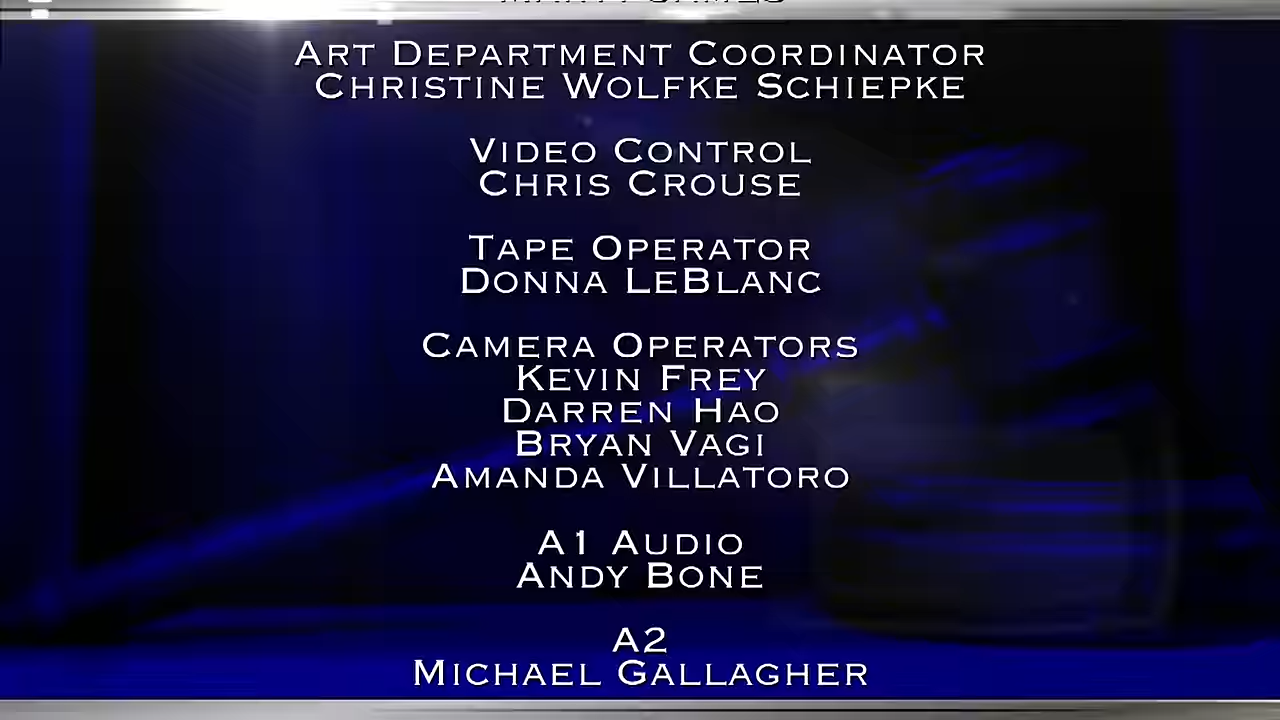 ART DEPARTMENT COORDINATOR
CHRISTINE WOLFKE SCHIEPKE
VIDEO CONTROL
CHRIS CROUSE
TAPE OPERATOR
DONNA LEBLANC
CAMERA OPERATORS
KEVIN FREY
DARREN HAO
BRYAN VAGI
AMANDA VILLATORO
A1 AUDIO
ANDY BONE
A2
MICHAEL GALLAGHER